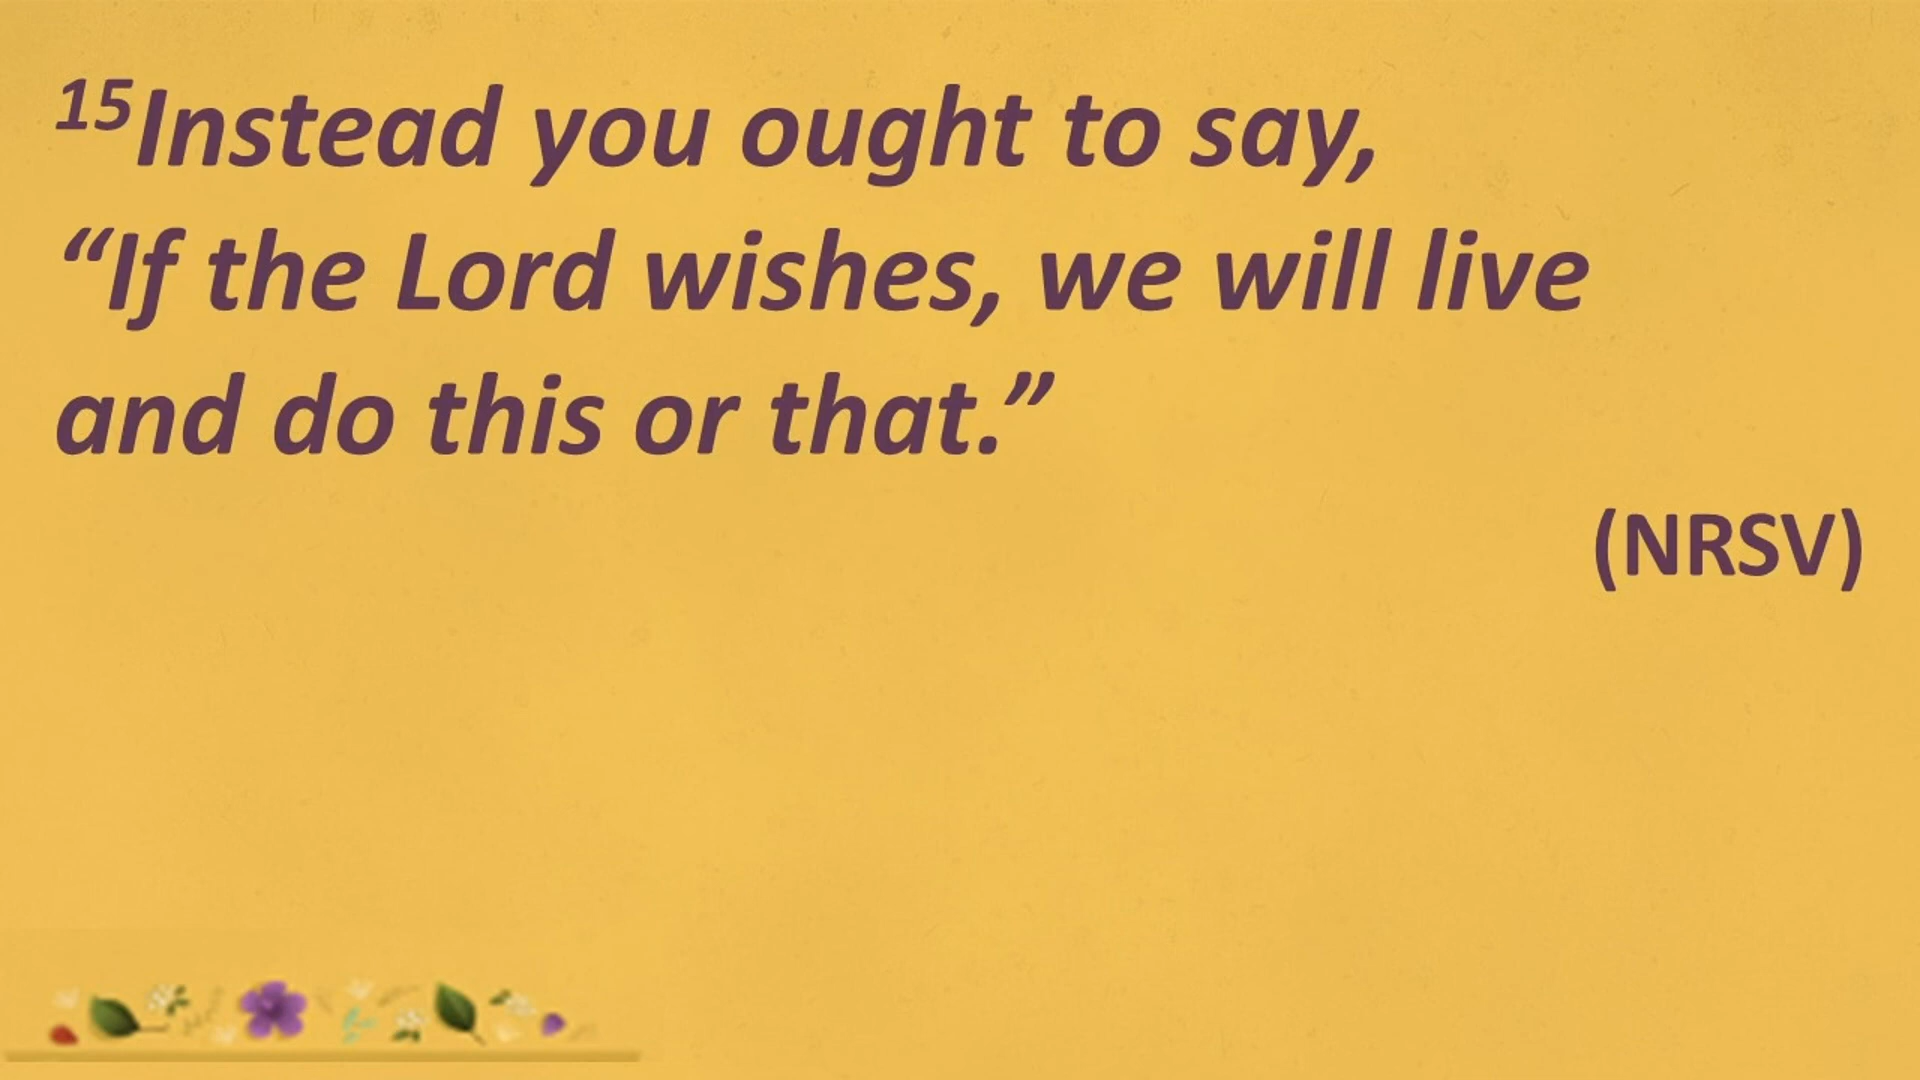 15Instead you ought to say,
“If the Lord wishes, we will live
and do this or that.”
(NRSV)